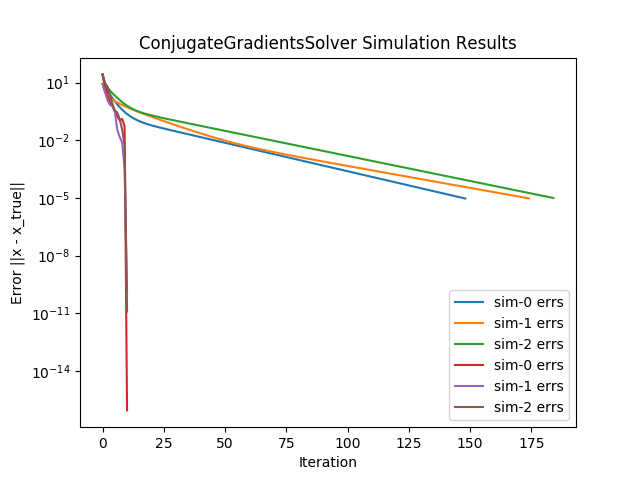 ConjugateGradientsSolver Simulation Results
Error ||x - x_true||
10^1
10^-2
10^-5
10^-8
10^-11
10^-14
0 25 50 75 100 125 150 175
Iteration
sim-0 errs
sim-1 errs
sim-2 errs
sim-0 errs
sim-1 errs
sim-2 errs